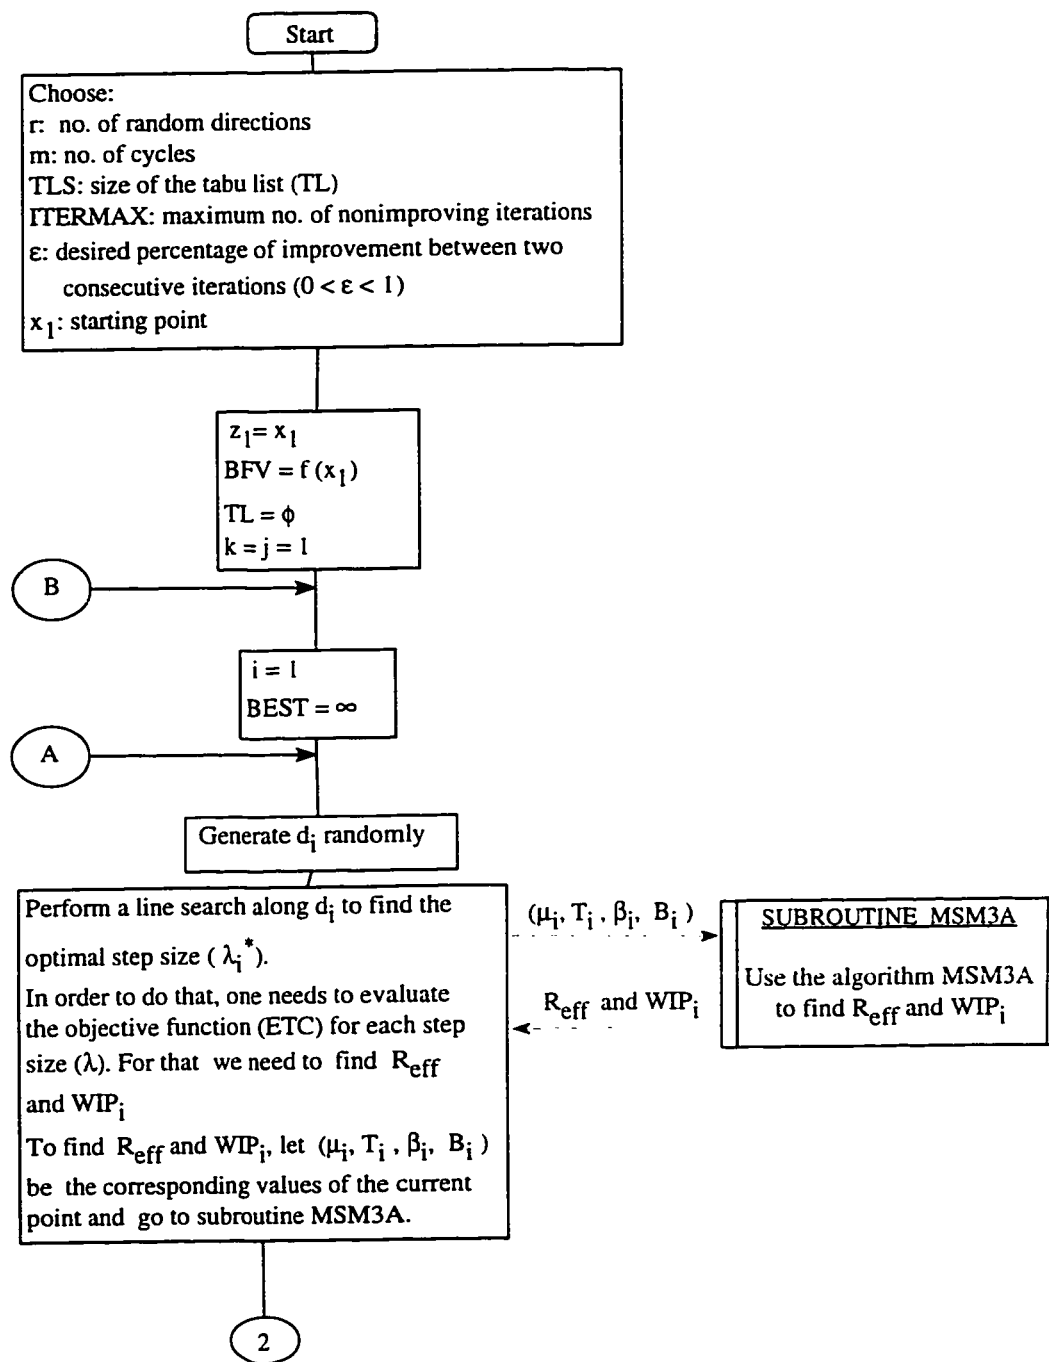 Start
Choose:
r: no. of random directions
m: no. of cycles
TLS: size of the tabu list (TL)
ITERMAX: maximum no. of nonimproving iterations
ε: desired percentage of improvement between two
consecutive iterations (0 < ε < 1)
x₁: starting point
z₁= x₁
BFV = f (x₁)
TL = ϕ
k = j = 1
B
i = 1
BEST = ∞
A
Generate dᵢ randomly
Perform a line search along dᵢ to find the
optimal step size ( λᵢ*).
In order to do that, one needs to evaluate
the objective function (ETC) for each step
size (λ). For that we need to find R_eff
and WIPᵢ
To find R_eff and WIPᵢ, let (μᵢ, Tᵢ , βᵢ, Bᵢ )
be the corresponding values of the current
point and go to subroutine MSM3A.
(μᵢ, Tᵢ , βᵢ, Bᵢ )
R_eff and WIPᵢ
SUBROUTINE MSM3A
Use the algorithm MSM3A
to find R_eff and WIPᵢ
2